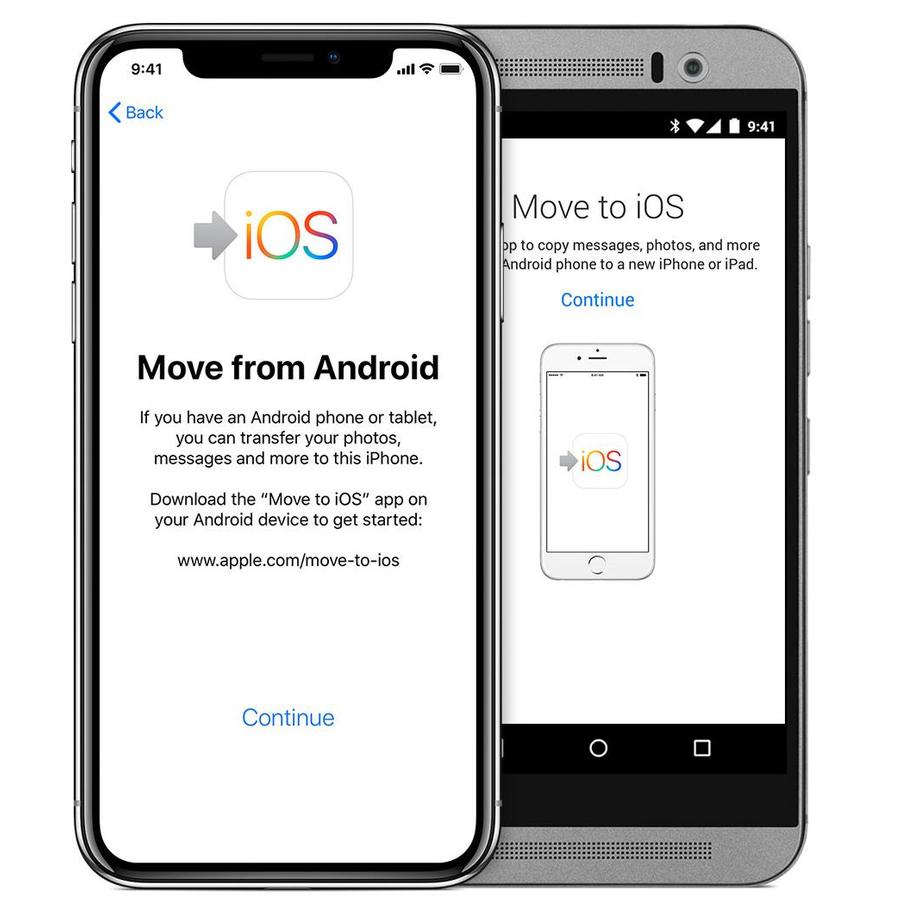 9:41
Back
iOS
Move from Android
If you have an Android phone or tablet,
you can transfer your photos,
messages and more to this iPhone.
Download the “Move to iOS” app on
your Android device to get started:
www.apple.com/move-to-ios
Continue
9:41
Move to iOS
to copy messages, photos, and more
Android phone to a new iPhone or iPad.
Continue
iOS